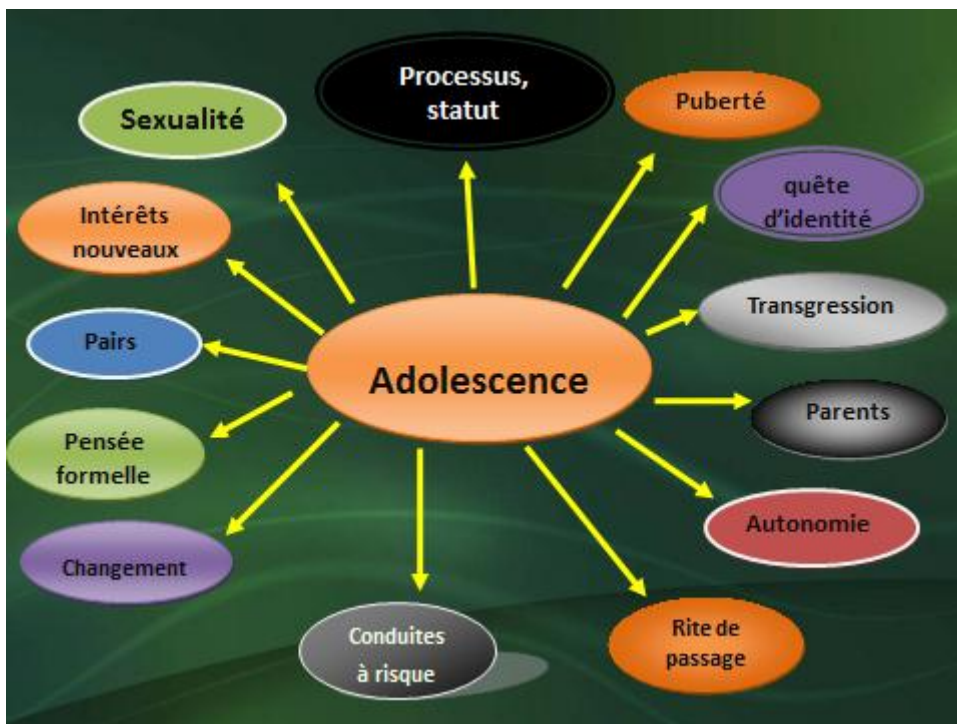 Processus,
statut
Sexualité
Puberté
quête
d’identité
Intérêts
nouveaux
Transgression
Pairs
Adolescence
Parents
Pensée
formelle
Autonomie
Changement
Conduites
à risque
Rite de
passage